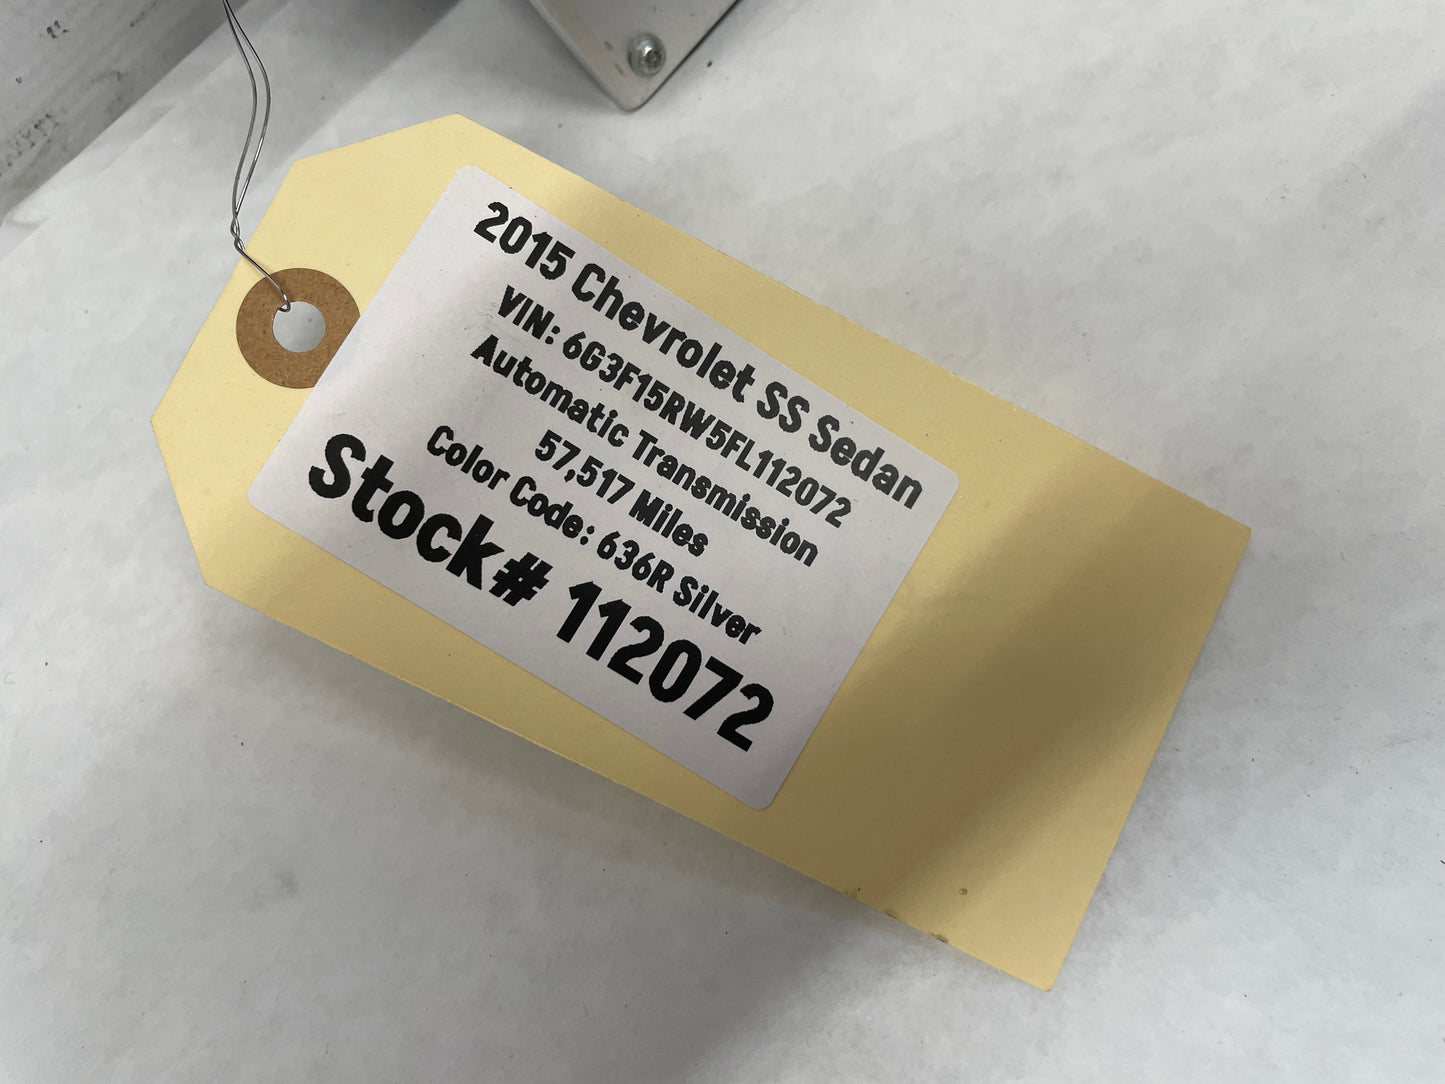 2015 Chevrolet SS Sedan
VIN: 6G3F15RW5FL112072
Automatic Transmission
57,517 Miles
Color Code: 636R Silver
Stock# 112072